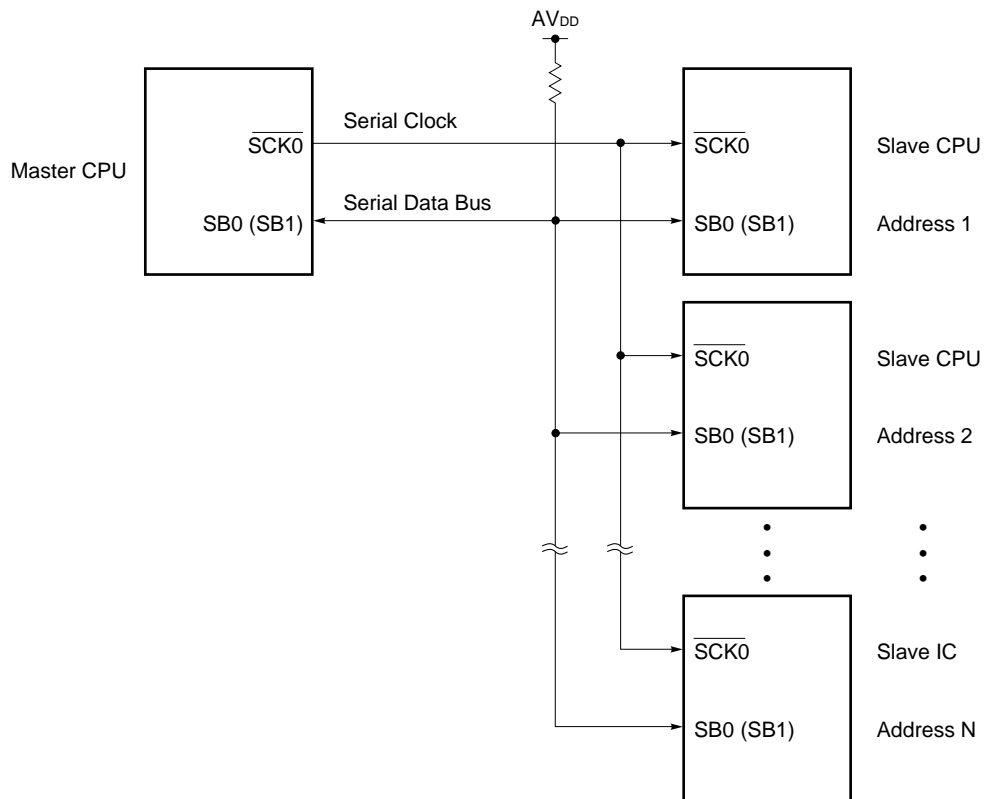 AVDD
Master CPU
SCK0
Serial Clock
SB0 (SB1)
Serial Data Bus
SCK0
Slave CPU
SB0 (SB1)
Address 1
SCK0
Slave CPU
SB0 (SB1)
Address 2
SCK0
Slave IC
SB0 (SB1)
Address N